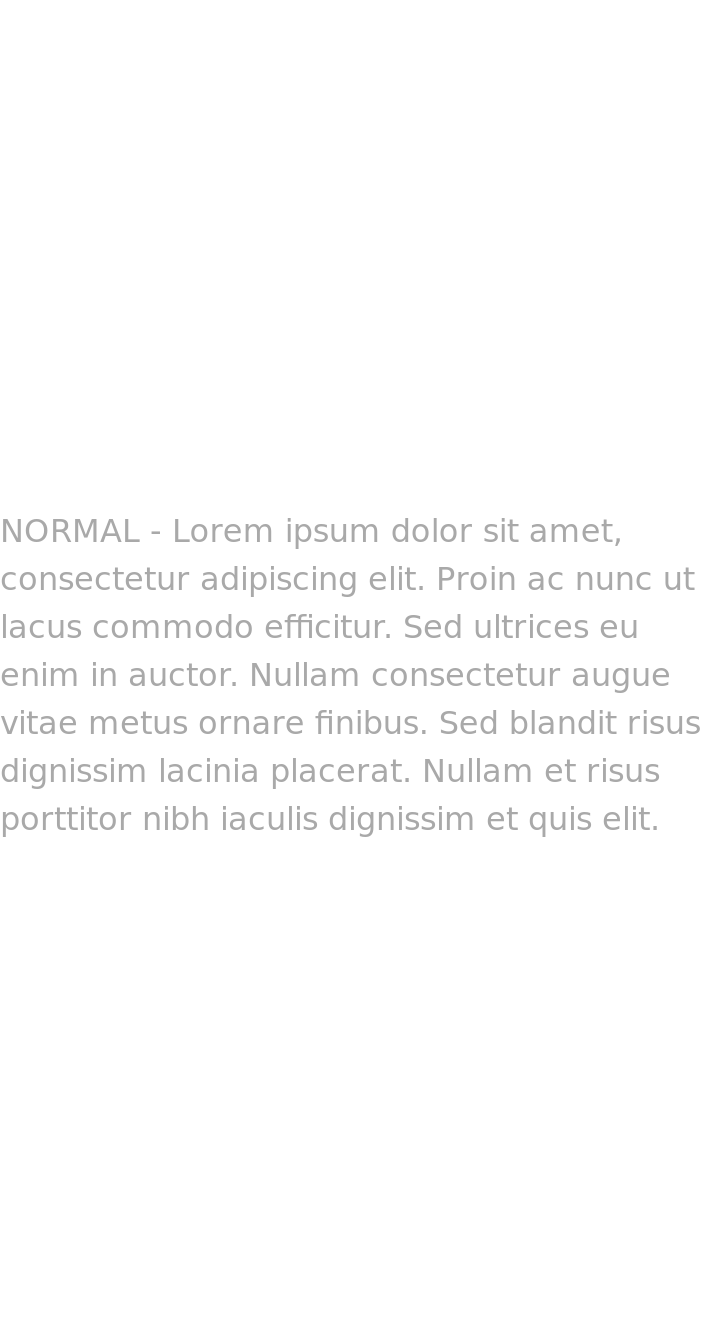 NORMAL - Lorem ipsum dolor sit amet,
consectetur adipiscing elit. Proin ac nunc ut
lacus commodo efficitur. Sed ultrices eu
enim in auctor. Nullam consectetur augue
vitae metus ornare finibus. Sed blandit risus
dignissim lacinia placerat. Nullam et risus
porttitor nibh iaculis dignissim et quis elit.